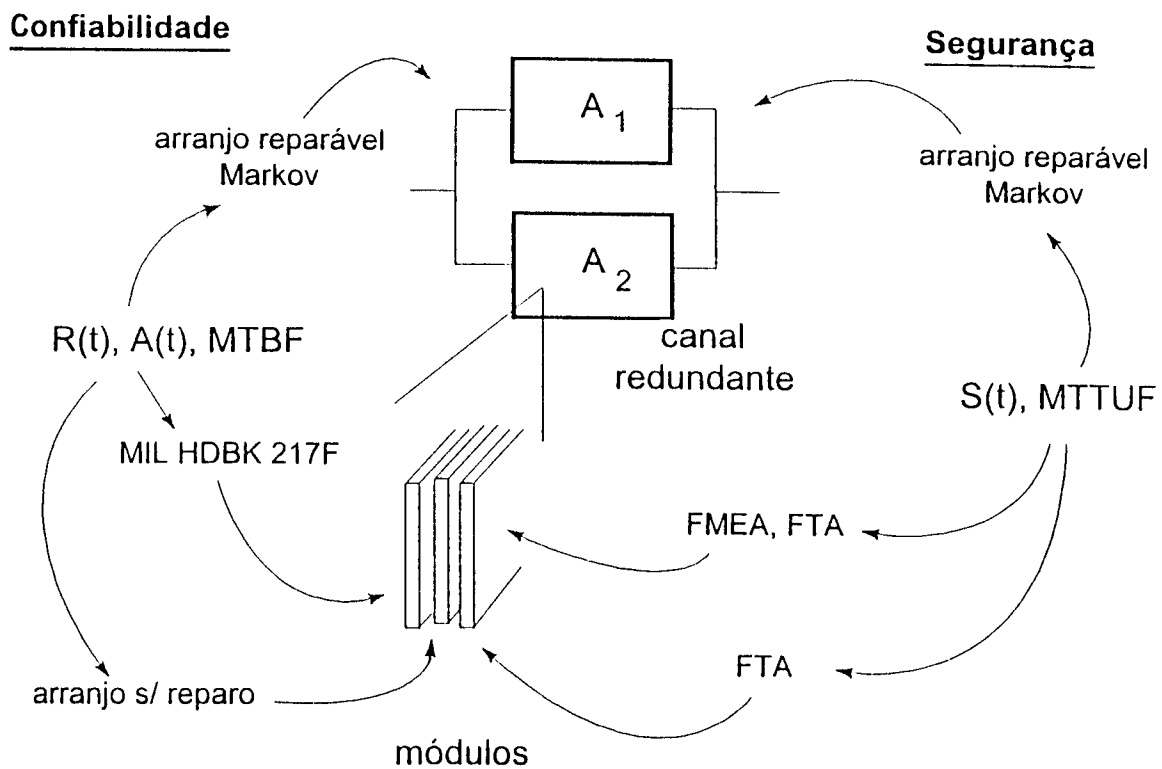 Confiabilidade
Segurança
A 1
arranjo reparável
Markov
arranjo reparável
Markov
A 2
canal
redundante
R(t), A(t), MTBF
S(t), MTTUF
MIL HDBK 217F
FMEA, FTA
FTA
arranjo s/ reparo
módulos